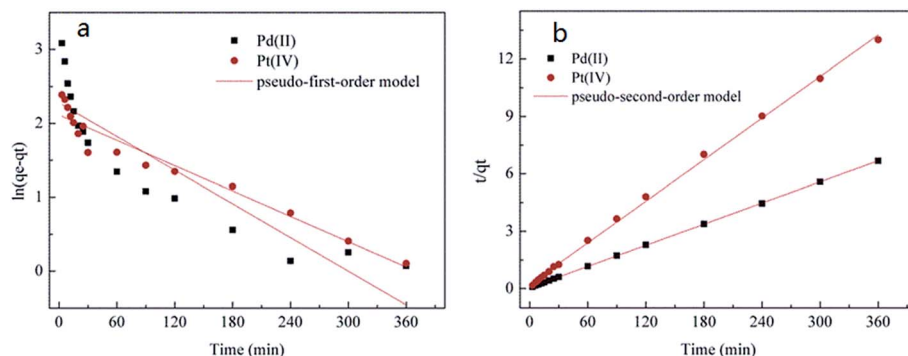 a
Pd(II)
Pt(IV)
pseudo-first-order model
ln(qe-qt)
3
2
1
0
0 60 120 180 240 300 360
Time (min)
b
Pd(II)
Pt(IV)
pseudo-second-order model
t/qt
12
9
6
3
0
0 60 120 180 240 300 360
Time (min)